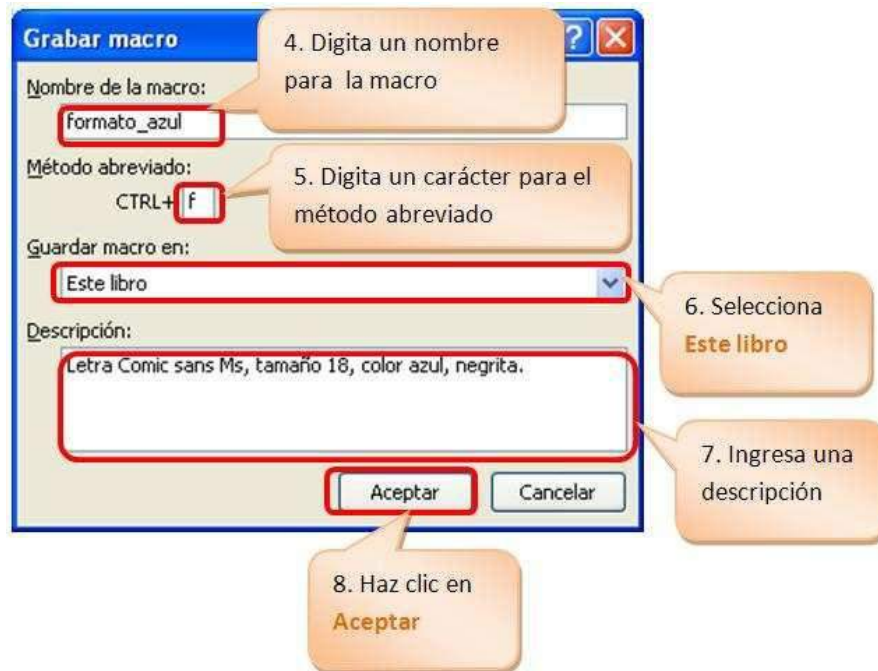 Grabar macro
4. Digita un nombre
para la macro
?
Nombre de la macro:
formato_azul
Método abreviado:
CTRL+ f
5. Digita un carácter para el
método abreviado
Guardar macro en:
Este libro
6. Selecciona
Este libro
Descripción:
Letra Comic sans Ms, tamaño 18, color azul, negrita.
7. Ingresa una
descripción
Aceptar
Cancelar
8. Haz clic en
Aceptar